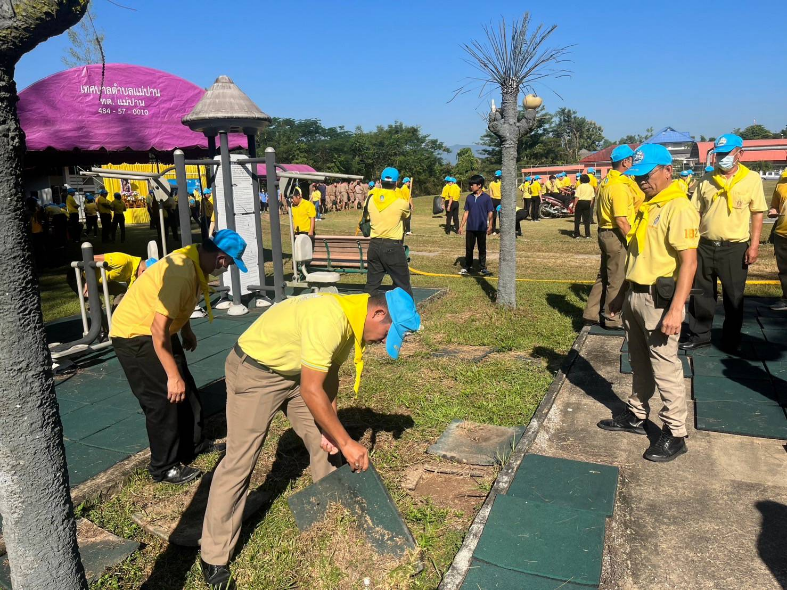 เทศบาลตำบลแม่ปาน
ทต. แม่ปาน
484 - 57 - 0010